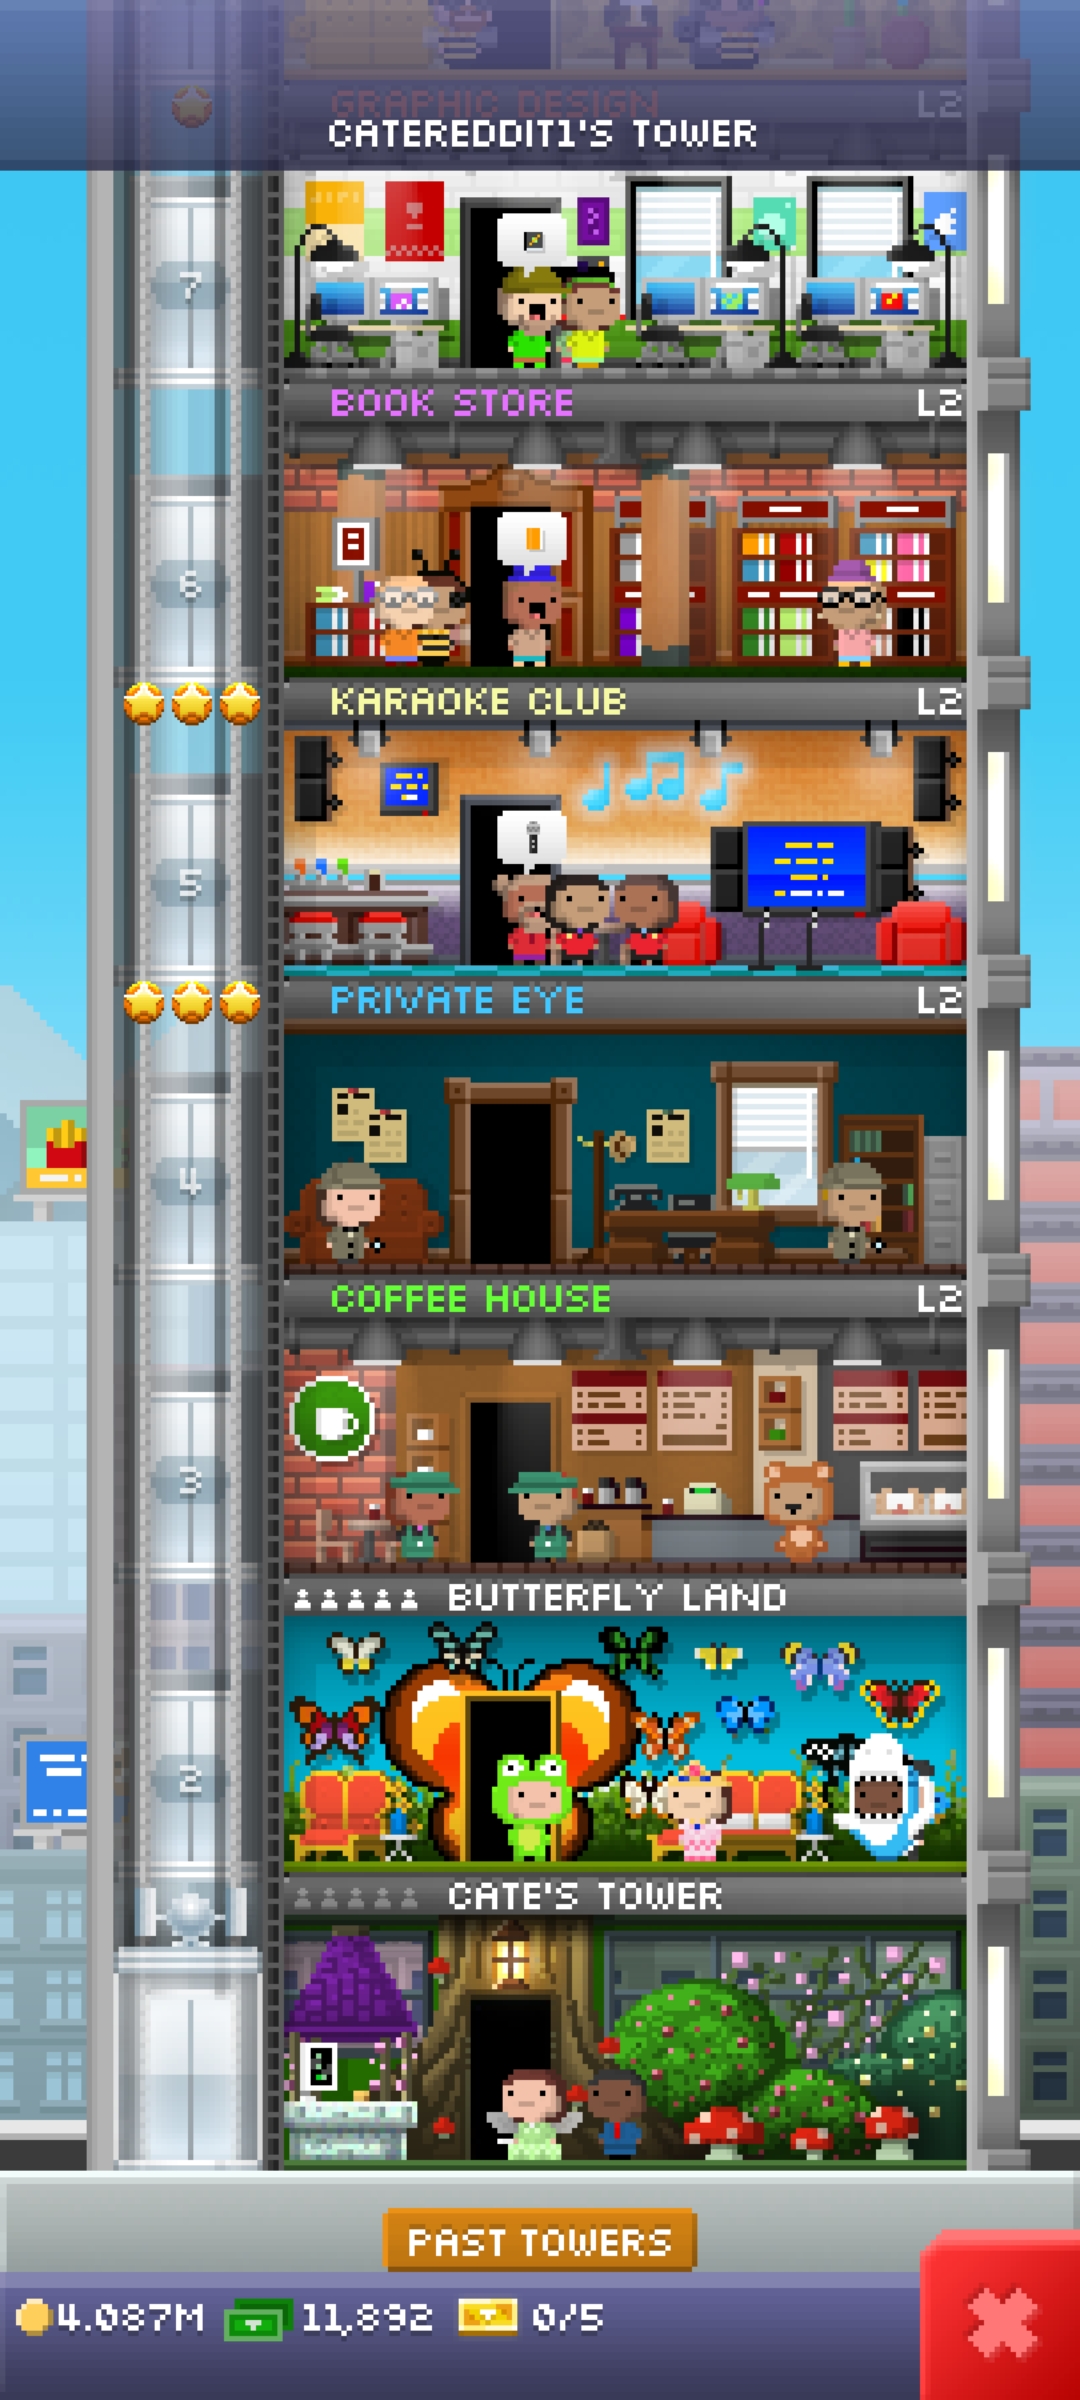 GRAPHIC DESIGN L2
CATEREDDIT1'S TOWER
7
BOOK STORE L2
6
KARAOKE CLUB L2
5
PRIVATE EYE L2
4
COFFEE HOUSE L2
3
BUTTERFLY LAND
2
CATE'S TOWER
PAST TOWERS
4.087M 11,892 0/5